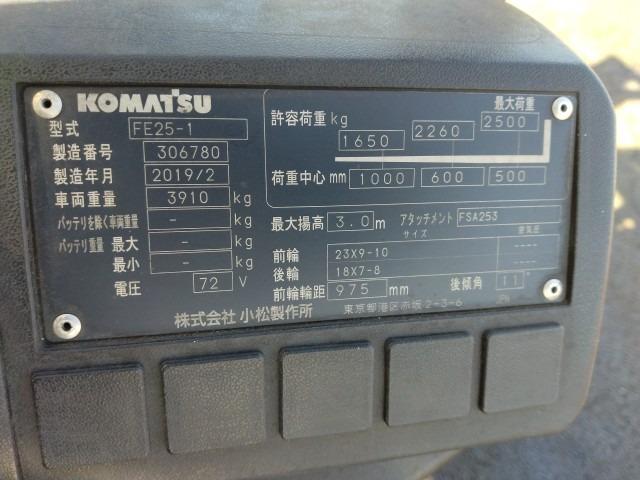 KOMATSU
型式 FE25-1
製造番号 306780
製造年月 2019/2
車両重量 3910 kg
バッテリを除く車両重量 - kg
バッテリ重量 最大 - kg
最小 - kg
電圧 72 V
最大荷重
許容荷重 kg 1650 2260 2500
荷重中心 mm 1000 600 500
最大揚高 3.0 m アタッチメント FSA253
サイズ 空気圧
前輪 23X9-10 ----
後輪 18X7-8 ----
前輪輪距 975 mm 後傾角 11°
株式会社 小松製作所 東京都港区赤坂2-3-6 JPN